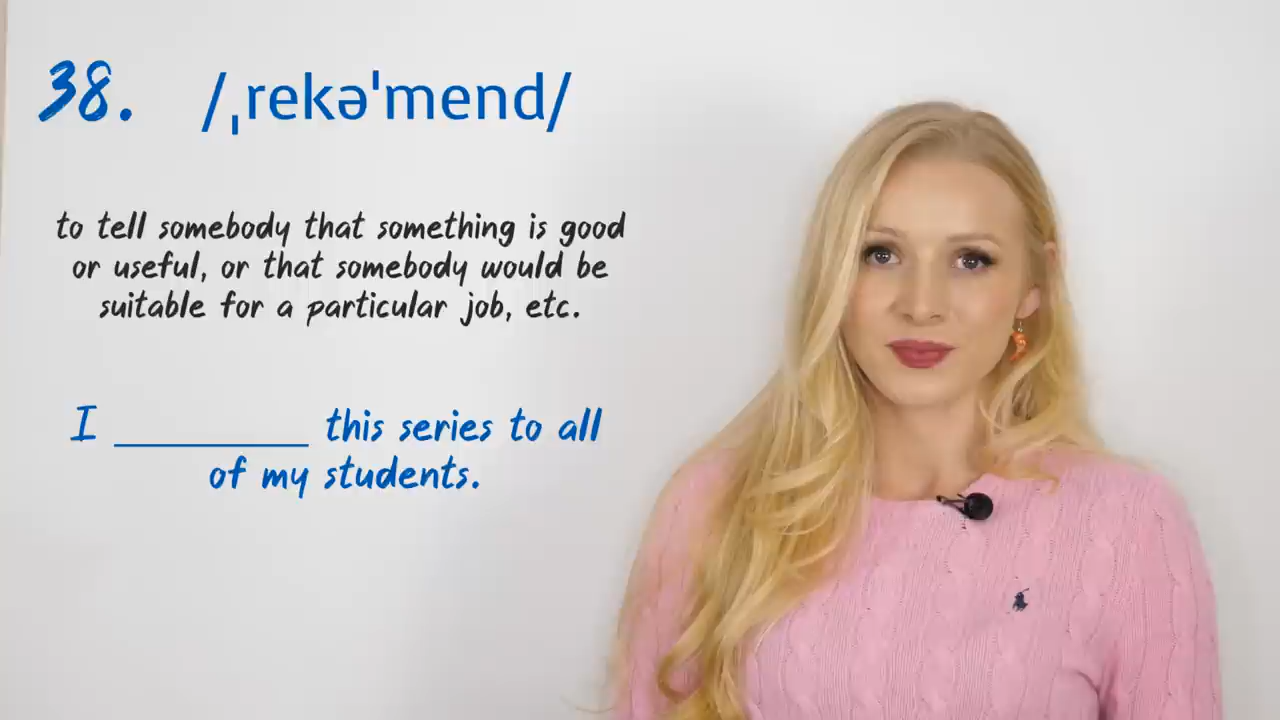 38. /ˌrekəˈmend/
to tell somebody that something is good
or useful, or that somebody would be
suitable for a particular job, etc.
I ________ this series to all
of my students.